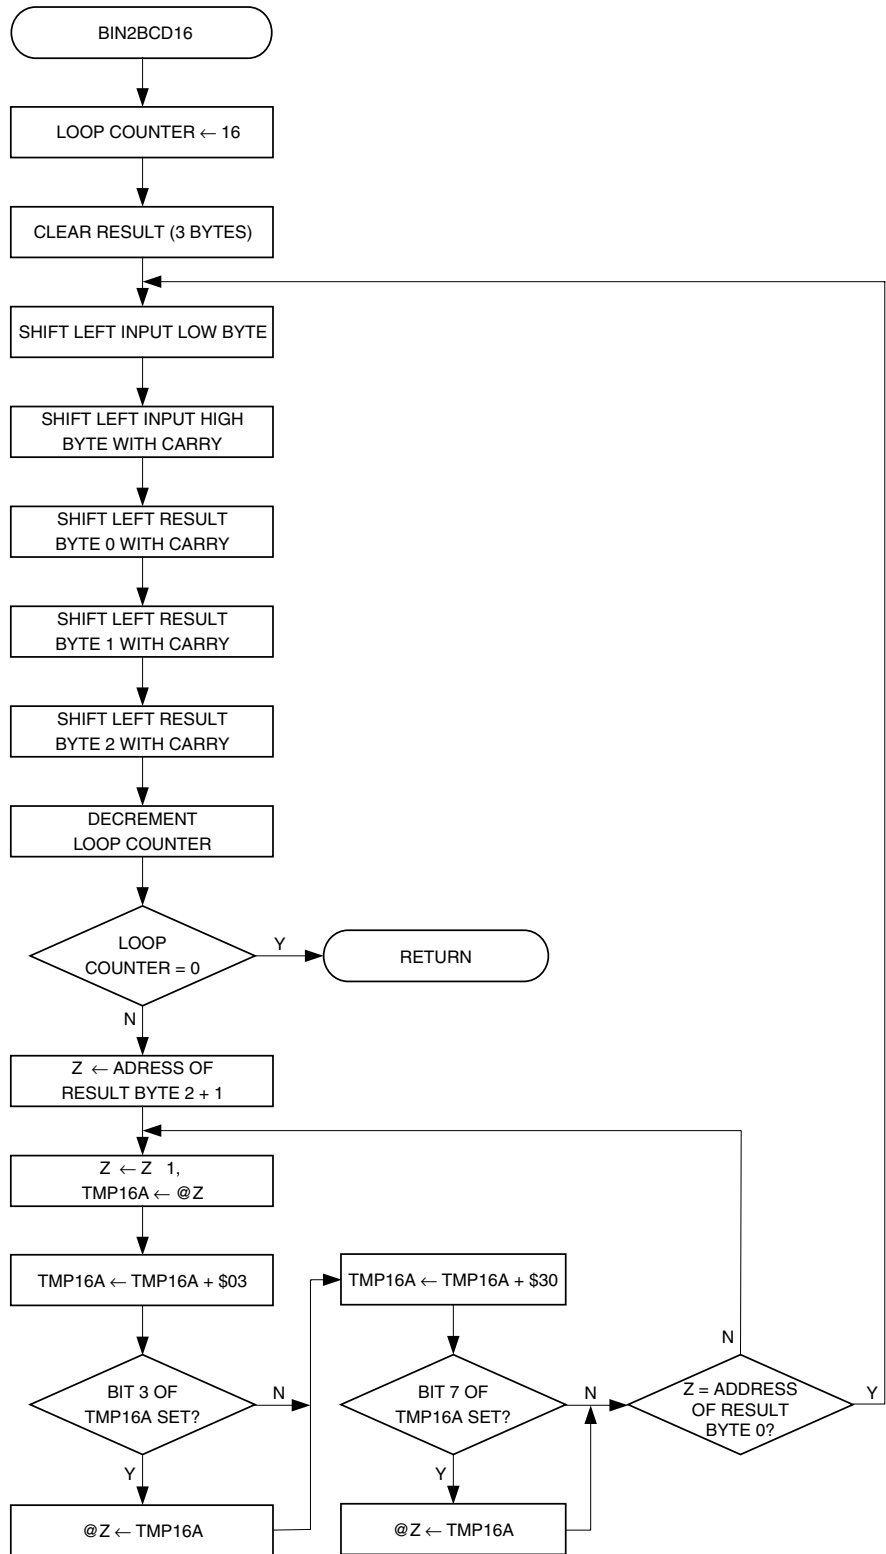 BIN2BCD16
LOOP COUNTER ← 16
CLEAR RESULT (3 BYTES)
SHIFT LEFT INPUT LOW BYTE
SHIFT LEFT INPUT HIGH
BYTE WITH CARRY
SHIFT LEFT RESULT
BYTE 0 WITH CARRY
SHIFT LEFT RESULT
BYTE 1 WITH CARRY
SHIFT LEFT RESULT
BYTE 2 WITH CARRY
DECREMENT
LOOP COUNTER
LOOP
COUNTER = 0
Y
RETURN
N
Z ← ADRESS OF
RESULT BYTE 2 + 1
Z ← Z 1,
TMP16A ← @Z
TMP16A ← TMP16A + $03
BIT 3 OF
TMP16A SET?
N
Y
@Z ← TMP16A
TMP16A ← TMP16A + $30
BIT 7 OF
TMP16A SET?
N
Y
@Z ← TMP16A
Z = ADDRESS
OF RESULT
BYTE 0?
N
Y